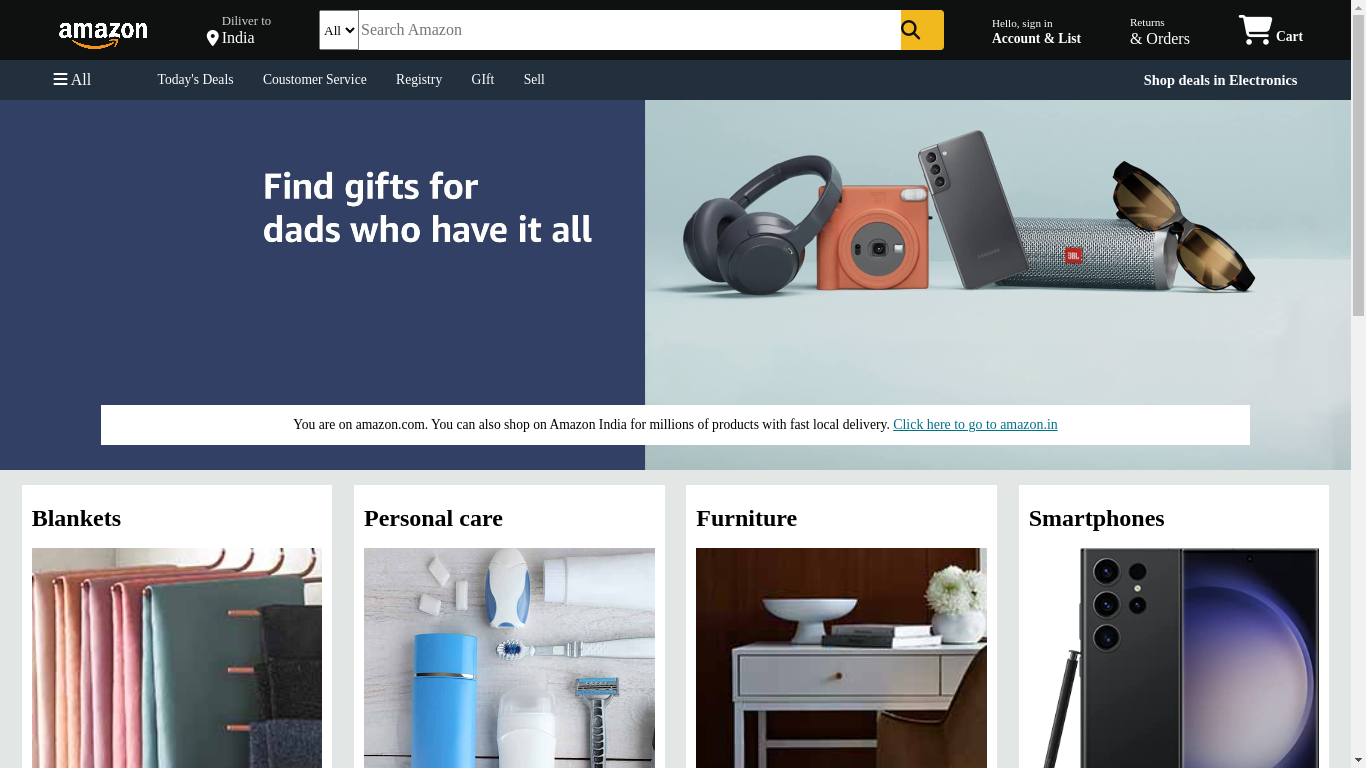 amazon
Diliver to
India
All
Search Amazon
Hello, sign in
Account & List
Returns
& Orders
Cart
All
Today's Deals
Coustomer Service
Registry
GIft
Sell
Shop deals in Electronics
Find gifts for
dads who have it all
SAMSUNG
JBL
You are on amazon.com. You can also shop on Amazon India for millions of products with fast local delivery. Click here to go to amazon.in
Blankets
Personal care
Furniture
Smartphones